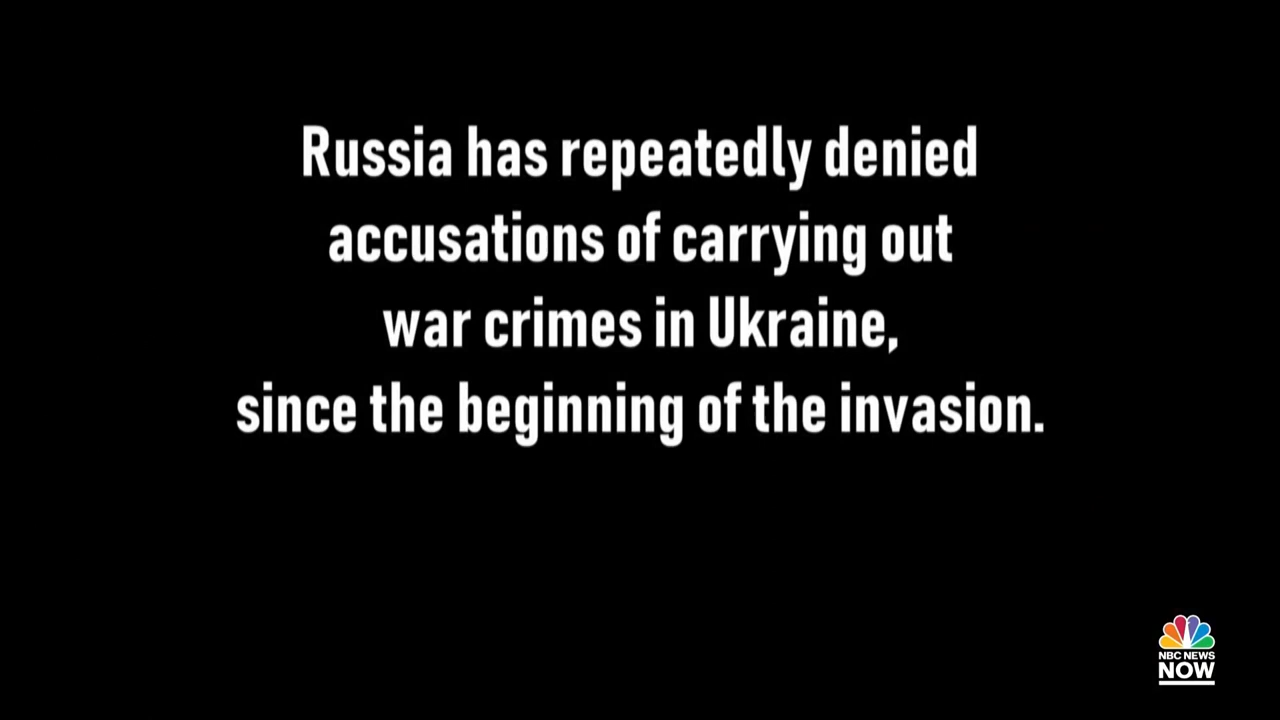 Russia has repeatedly denied
accusations of carrying out
war crimes in Ukraine,
since the beginning of the invasion.
NBC NEWS
NOW